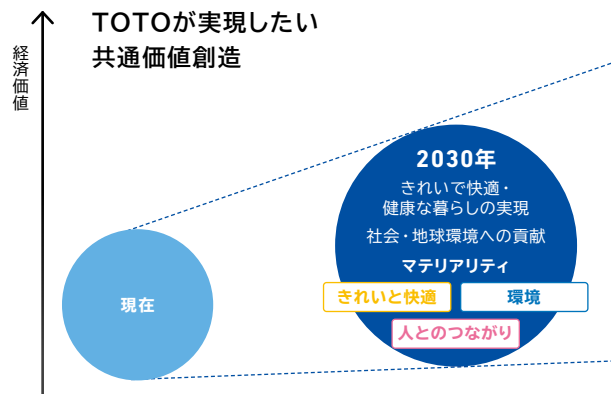 TOTOが実現したい
共通価値創造
経済価値
2030年
きれいで快適・
健康な暮らしの実現
社会・地球環境への貢献
マテリアリティ
きれいと快適
環境
人とのつながり
現在